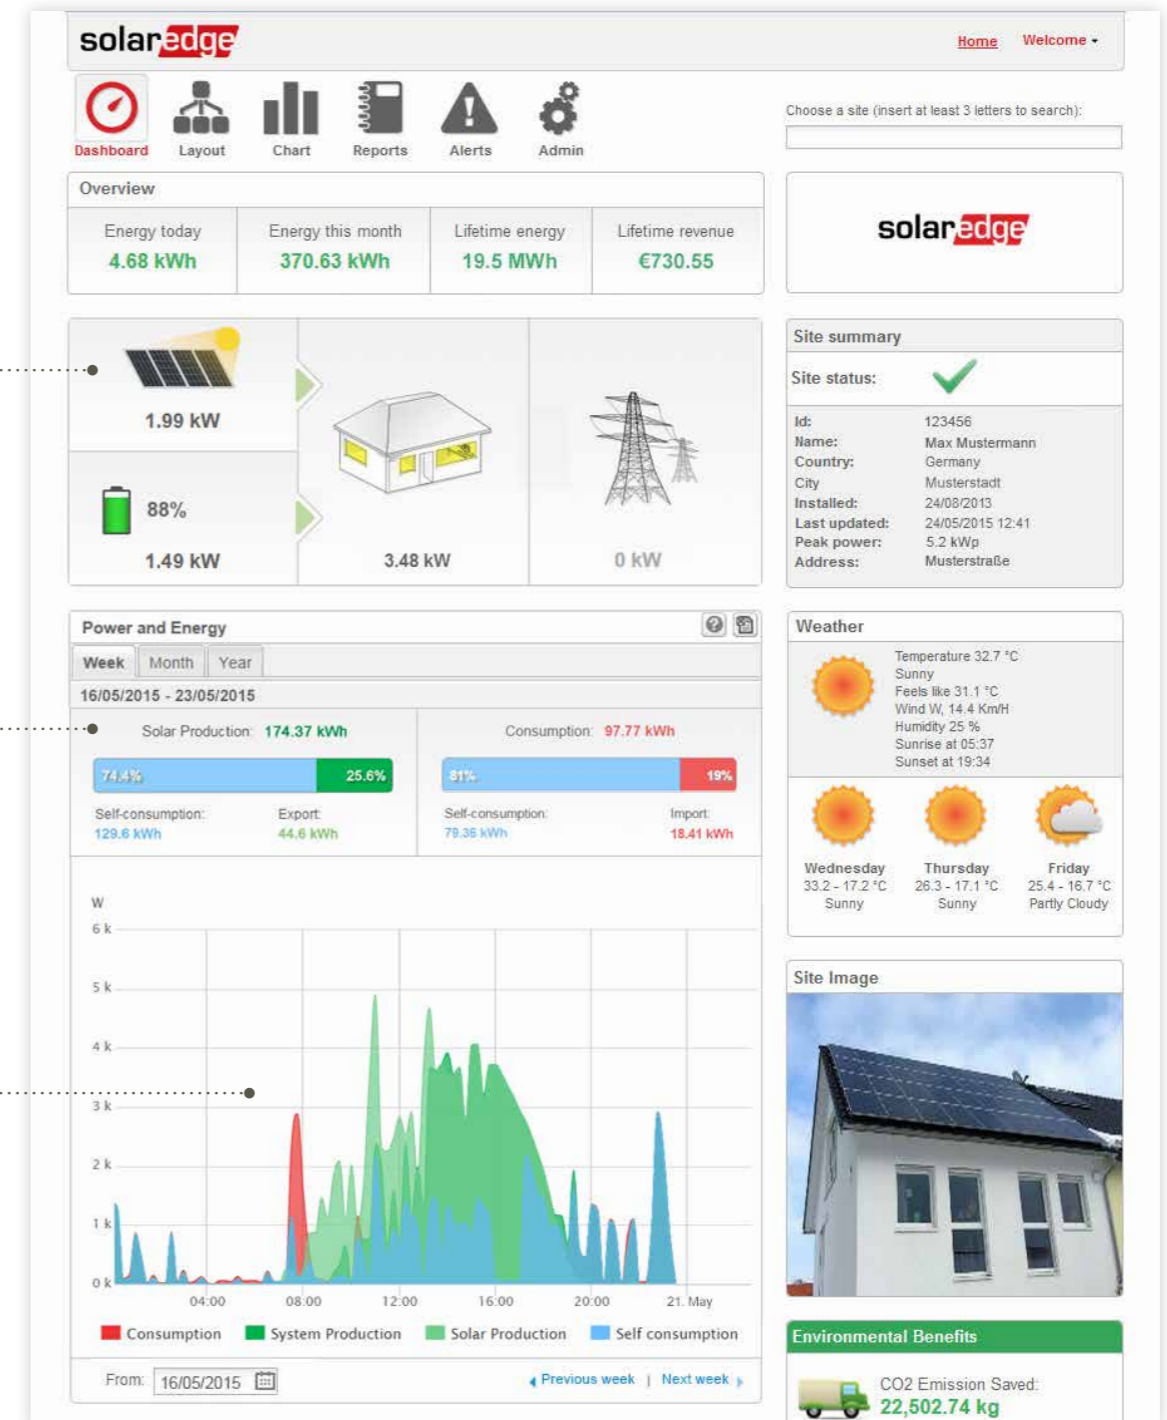 solaredge
Home Welcome
Dashboard Layout Chart Reports Alerts Admin
Choose a site (insert at least 3 letters to search):
Overview
Energy today
4.68 kWh
Energy this month
370.63 kWh
Lifetime energy
19.5 MWh
Lifetime revenue
€730.55
solaredge
1.99 kW
88%
1.49 kW
3.48 kW
0 kW
Site summary
Site status:
Id: 123456
Name: Max Mustermann
Country: Germany
City Musterstadt
Installed: 24/08/2013
Last updated: 24/05/2015 12:41
Peak power: 5.2 kWp
Address: Musterstraße
Power and Energy
Week Month Year
16/05/2015 - 23/05/2015
Solar Production: 174.37 kWh
74.4% 25.6%
Self-consumption: Export:
129.6 kWh 44.6 kWh
Consumption: 97.77 kWh
81% 19%
Self-consumption: Import:
79.36 kWh 18.41 kWh
W
6 k
5 k
4 k
3 k
2 k
1 k
0 k
04:00 08:00 12:00 16:00 20:00 21. May
Consumption System Production Solar Production Self consumption
From: 16/05/2015 Previous week | Next week
Weather
Temperature 32.7 °C
Sunny
Feels like 31.1 °C
Wind W, 14.4 Km/H
Humidity 25 %
Sunrise at 05:37
Sunset at 19:34
Wednesday
33.2 - 17.2 °C
Sunny
Thursday
26.3 - 17.1 °C
Sunny
Friday
25.4 - 16.7 °C
Partly Cloudy
Site Image
Environmental Benefits
CO2 Emission Saved:
22,502.74 kg